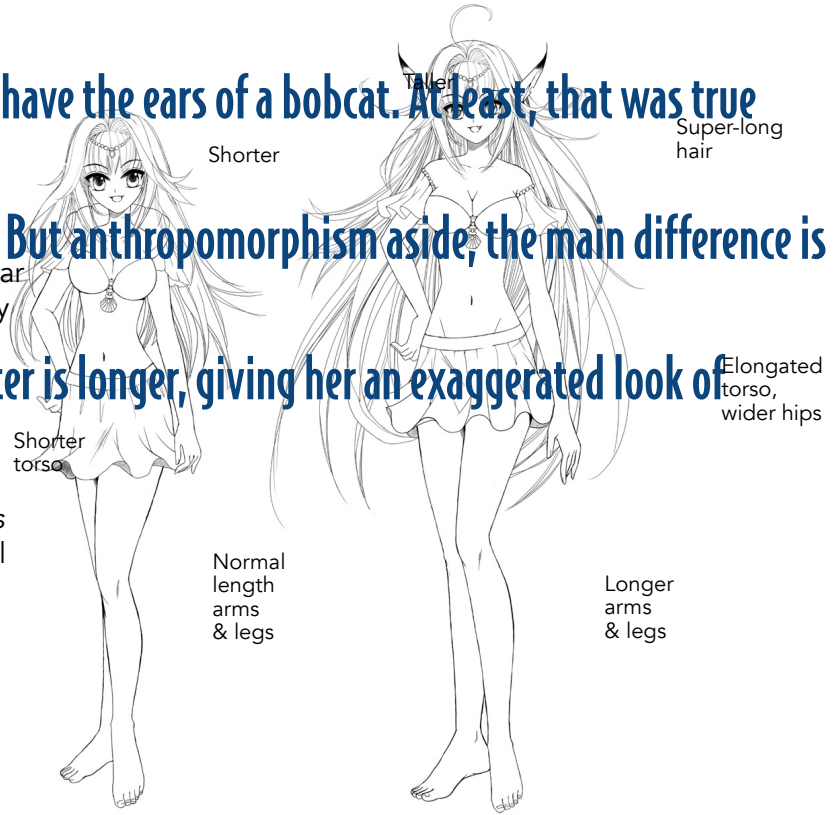 have the ears of a bobcat. At least, that was true
Taller
Super-long
hair
Shorter
But anthropomorphism aside, the main difference is
ar
y
er is longer, giving her an exaggerated look of
Elongated
torso,
wider hips
Shorter
torso
s
l
Normal
length
arms
& legs
Longer
arms
& legs